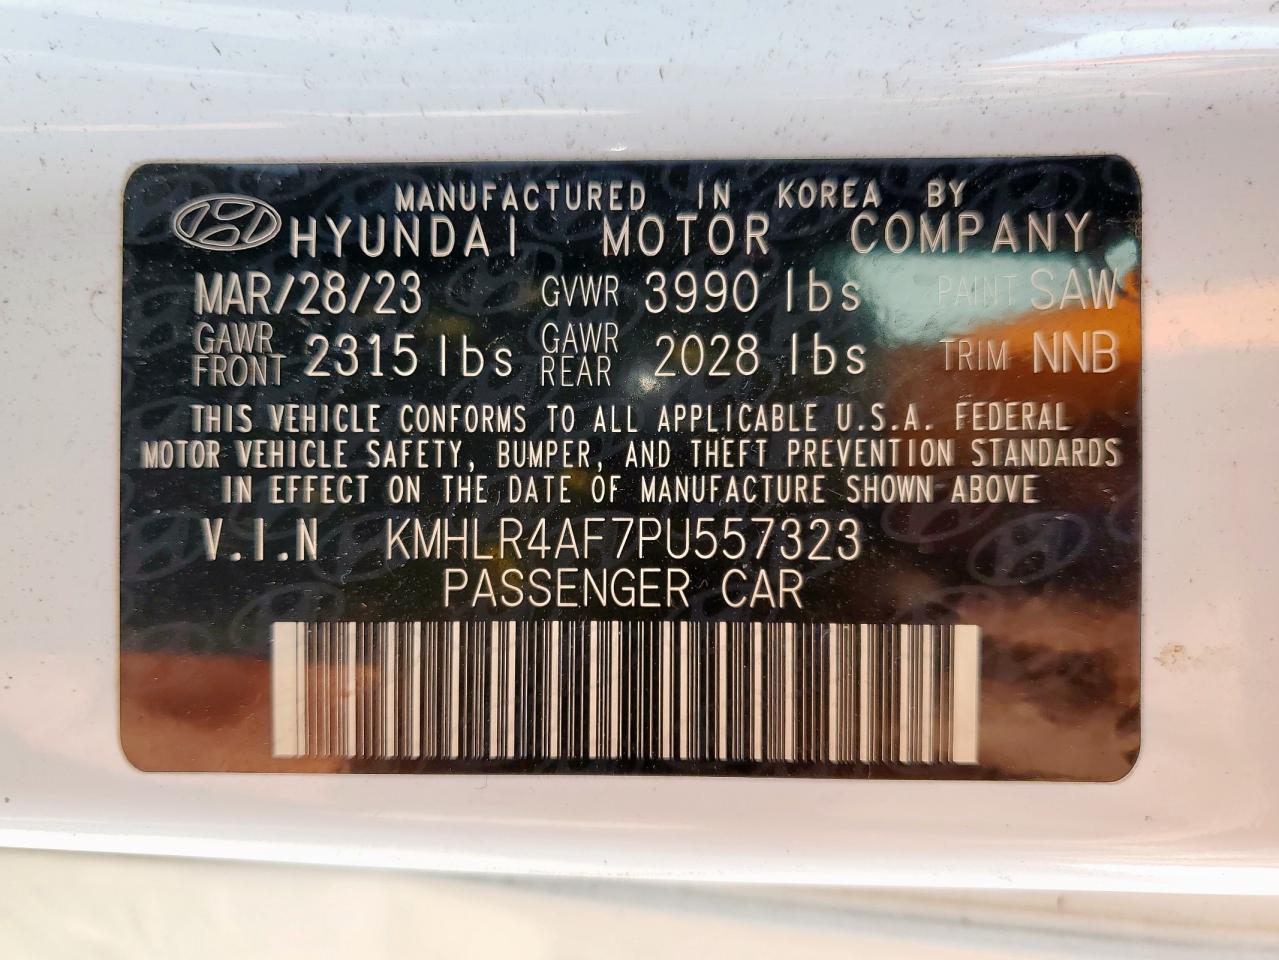 MANUFACTURED IN KOREA BY
HYUNDAI MOTOR COMPANY
MAR/28/23 GVWR 3990 lbs PAINT SAW
GAWR FRONT 2315 lbs GAWR REAR 2028 lbs TRIM NNB
THIS VEHICLE CONFORMS TO ALL APPLICABLE U.S.A. FEDERAL
MOTOR VEHICLE SAFETY, BUMPER, AND THEFT PREVENTION STANDARDS
IN EFFECT ON THE DATE OF MANUFACTURE SHOWN ABOVE
V.I.N KMHLR4AF7PU557323
PASSENGER CAR